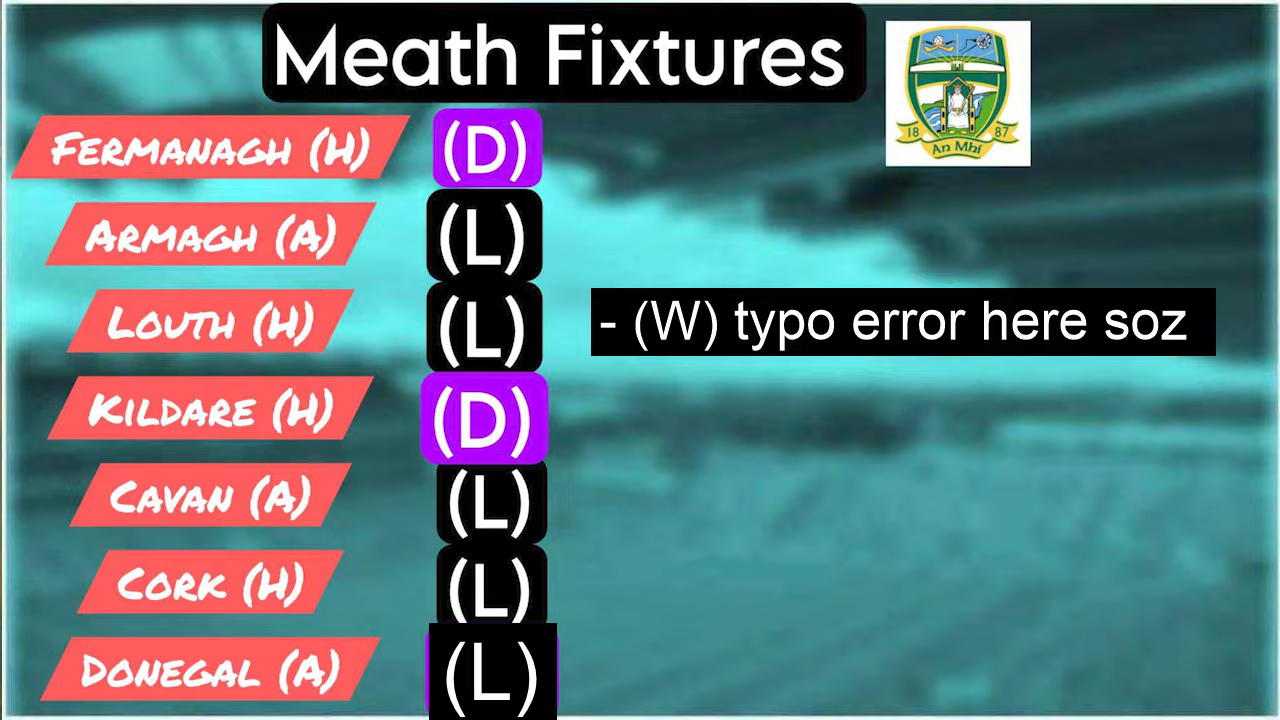 Meath Fixtures
18 87
An Mhí
FERMANAGH (H) (D)
ARMAGH (A) (L)
LOUTH (H) (L) - (W) typo error here soz
KILDARE (H) (D)
CAVAN (A) (L)
CORK (H) (L)
DONEGAL (A) (L)